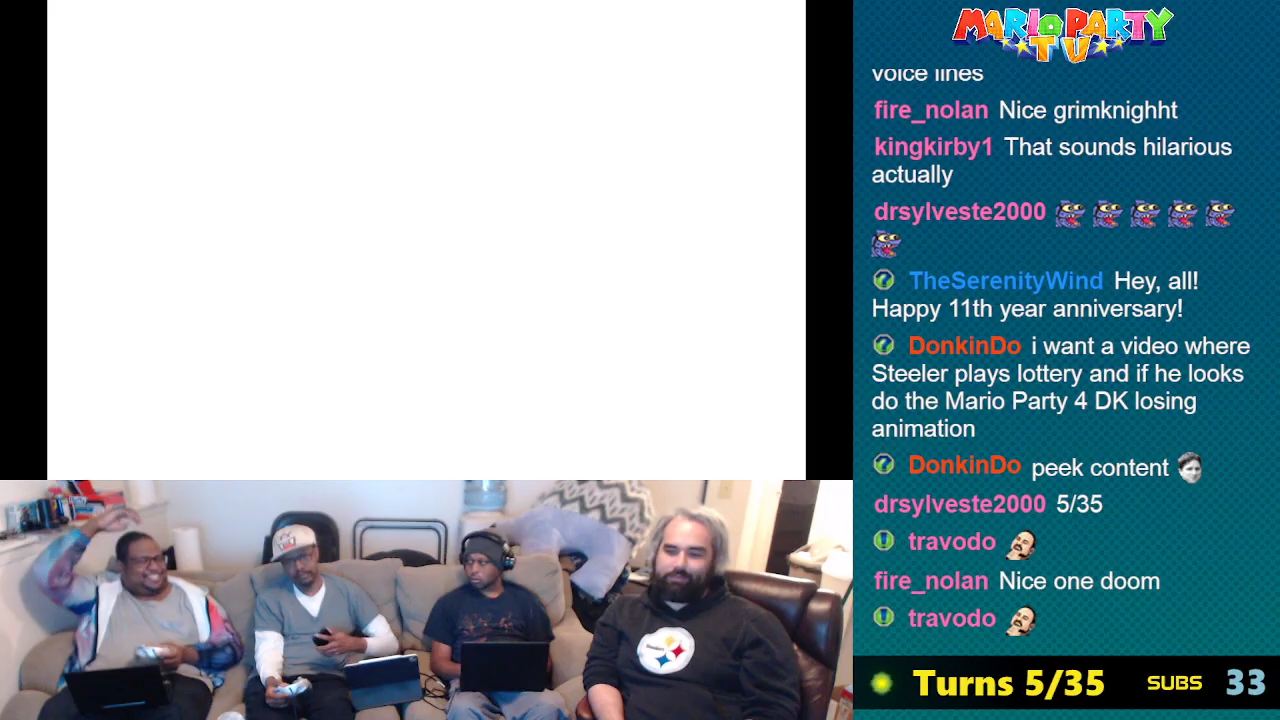 MARIO PARTY
TV
voice lines
fire_nolan Nice grimknighht
kingkirby1 That sounds hilarious
actually
drsylveste2000
TheSerenityWind Hey, all!
Happy 11th year anniversary!
DonkinDo i want a video where
Steeler plays lottery and if he looks
do the Mario Party 4 DK losing
animation
DonkinDo peek content
drsylveste2000 5/35
travodo
fire_nolan Nice one doom
travodo
Turns 5/35 SUBS 33
Steelers